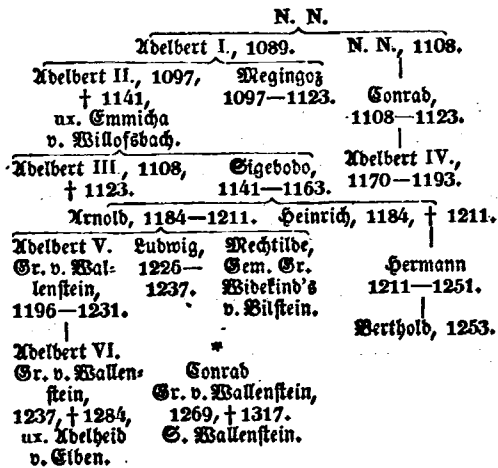 N. N.
Adelbert I., 1089. N. N., 1108.
Adelbert II., 1097, Megingoz
† 1141, 1097—1123. Conrad,
ux. Emmicha 1108—1123.
v. Willofsbach.
Adelbert III., 1108, Sigebodo, Adelbert IV.,
† 1123. 1141—1163. 1170—1193.
Arnold, 1184—1211. Heinrich, 1184, † 1211.
Adelbert V. Ludwig, Mechtilde,
Gr. v. Wal= 1226— Gem. Gr. Hermann
lenstein, 1237. Widekind's 1211—1251.
1196—1231. v. Bilstein.
Berthold, 1253.
Adelbert VI. *
Gr. v. Wallen= Conrad
stein, Gr. v. Wallenstein,
1237, † 1284, 1269, † 1317.
ux. Adelheid S. Wallenstein.
v. Elben.